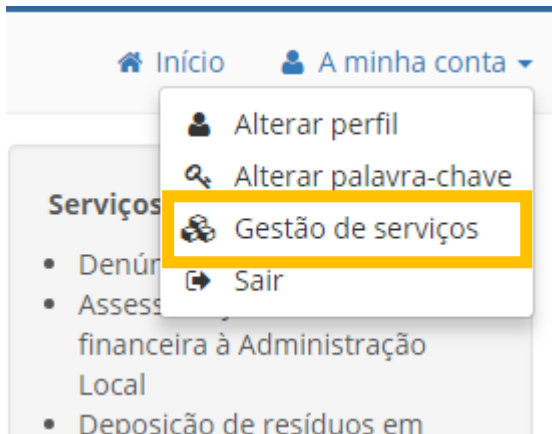 Início
A minha conta
Alterar perfil
Alterar palavra-chave
Serviços
Gestão de serviços
Sair
financeira à Administração
Local
Deposição de resíduos em